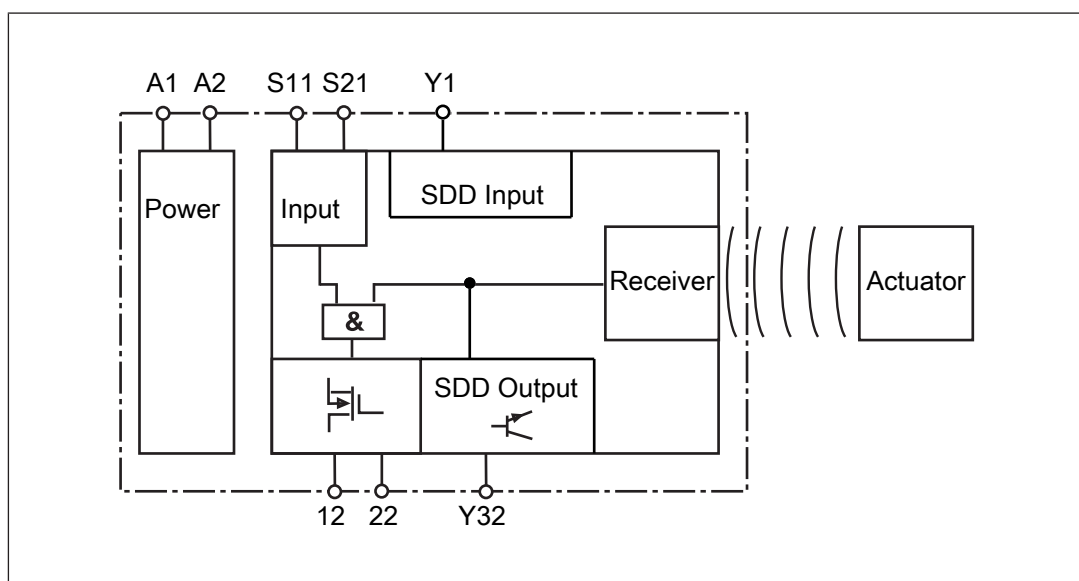 A1 A2 S11 S21 Y1
Power
Input
SDD Input
Receiver
Actuator
&
SDD Output
12 22 Y32